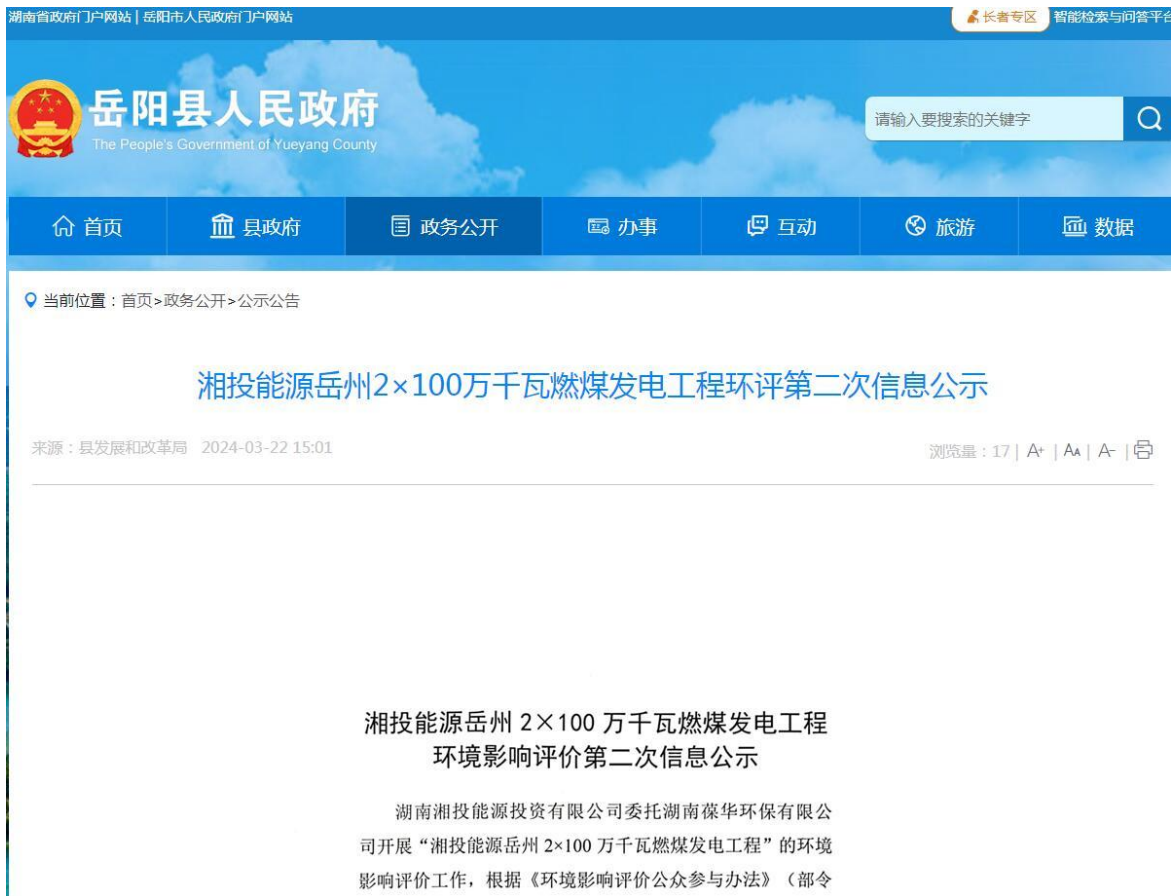 湖南省政府门户网站 | 岳阳市人民政府门户网站
长者专区 智能检索与问答平台
岳阳县人民政府
The People's Government of Yueyang County
请输入要搜索的关键字
首页 县政府 政务公开 办事 互动 旅游 数据
当前位置：首页>政务公开>公示公告
湘投能源岳州2×100万千瓦燃煤发电工程环评第二次信息公示
来源：县发展和改革局 2024-03-22 15:01
浏览量：17 | A+ | AA | A- |
湘投能源岳州 2×100 万千瓦燃煤发电工程
环境影响评价第二次信息公示
湖南湘投能源投资有限公司委托湖南葆华环保有限公
司开展“湘投能源岳州 2×100 万千瓦燃煤发电工程”的环境
影响评价工作，根据《环境影响评价公众参与办法》（部令